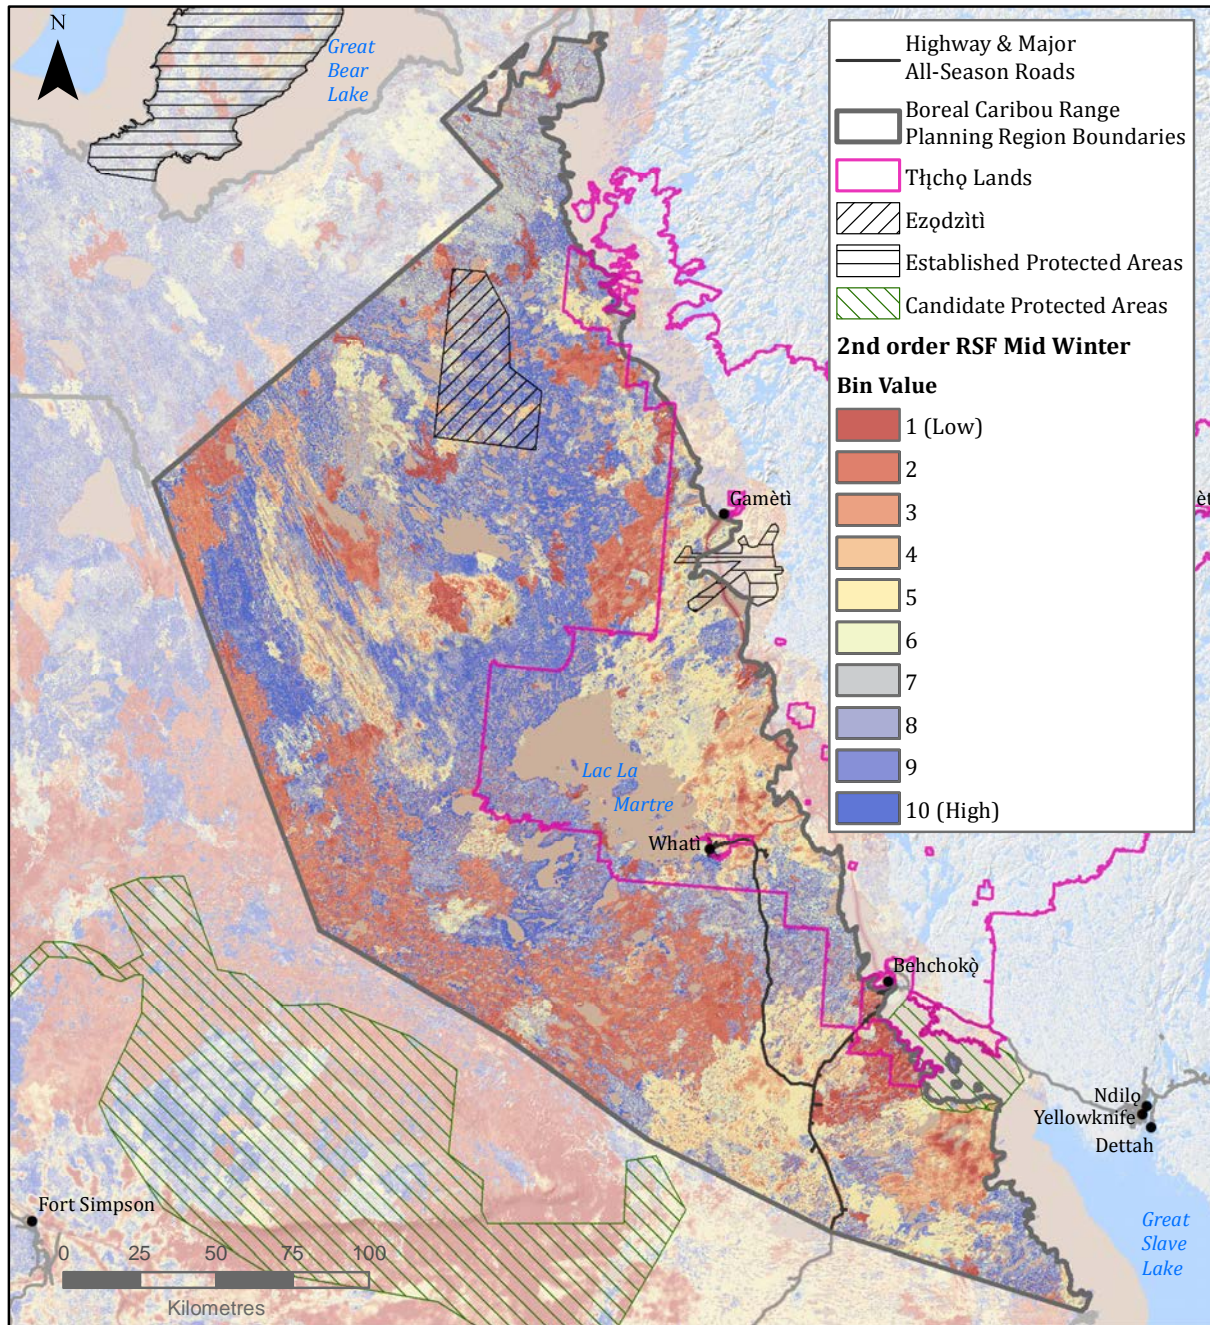 N
Great
Bear
Lake
Highway & Major
All-Season Roads
Boreal Caribou Range
Planning Region Boundaries
Tłı̨chǫ Lands
Ezǫdzìtì
Established Protected Areas
Candidate Protected Areas
2nd order RSF Mid Winter
Bin Value
1 (Low)
2
3
4
5
6
7
8
9
10 (High)
Gamètì
èt
Lac La
Martre
Whatì
Behchokǫ̀
Ndilǫ
Yellowknife
Dettah
Fort Simpson
Great
Slave
Lake
0 25 50 75 100
Kilometres